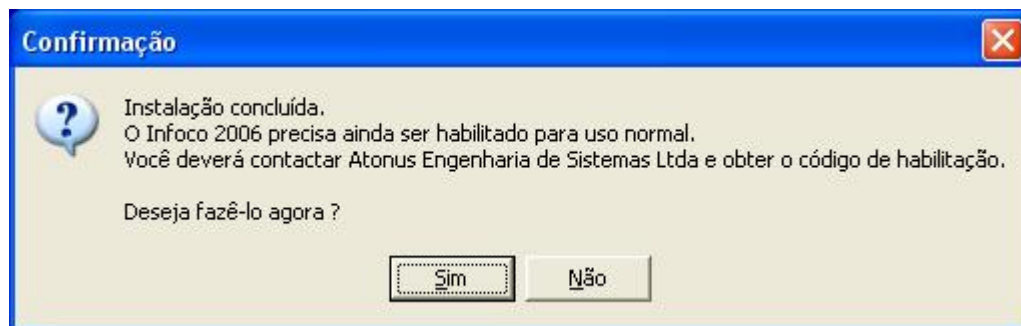 Confirmação
Instalação concluída.
O Infoco 2006 precisa ainda ser habilitado para uso normal.
Você deverá contactar Atonus Engenharia de Sistemas Ltda e obter o código de habilitação.
Deseja fazê-lo agora ?
Sim Não